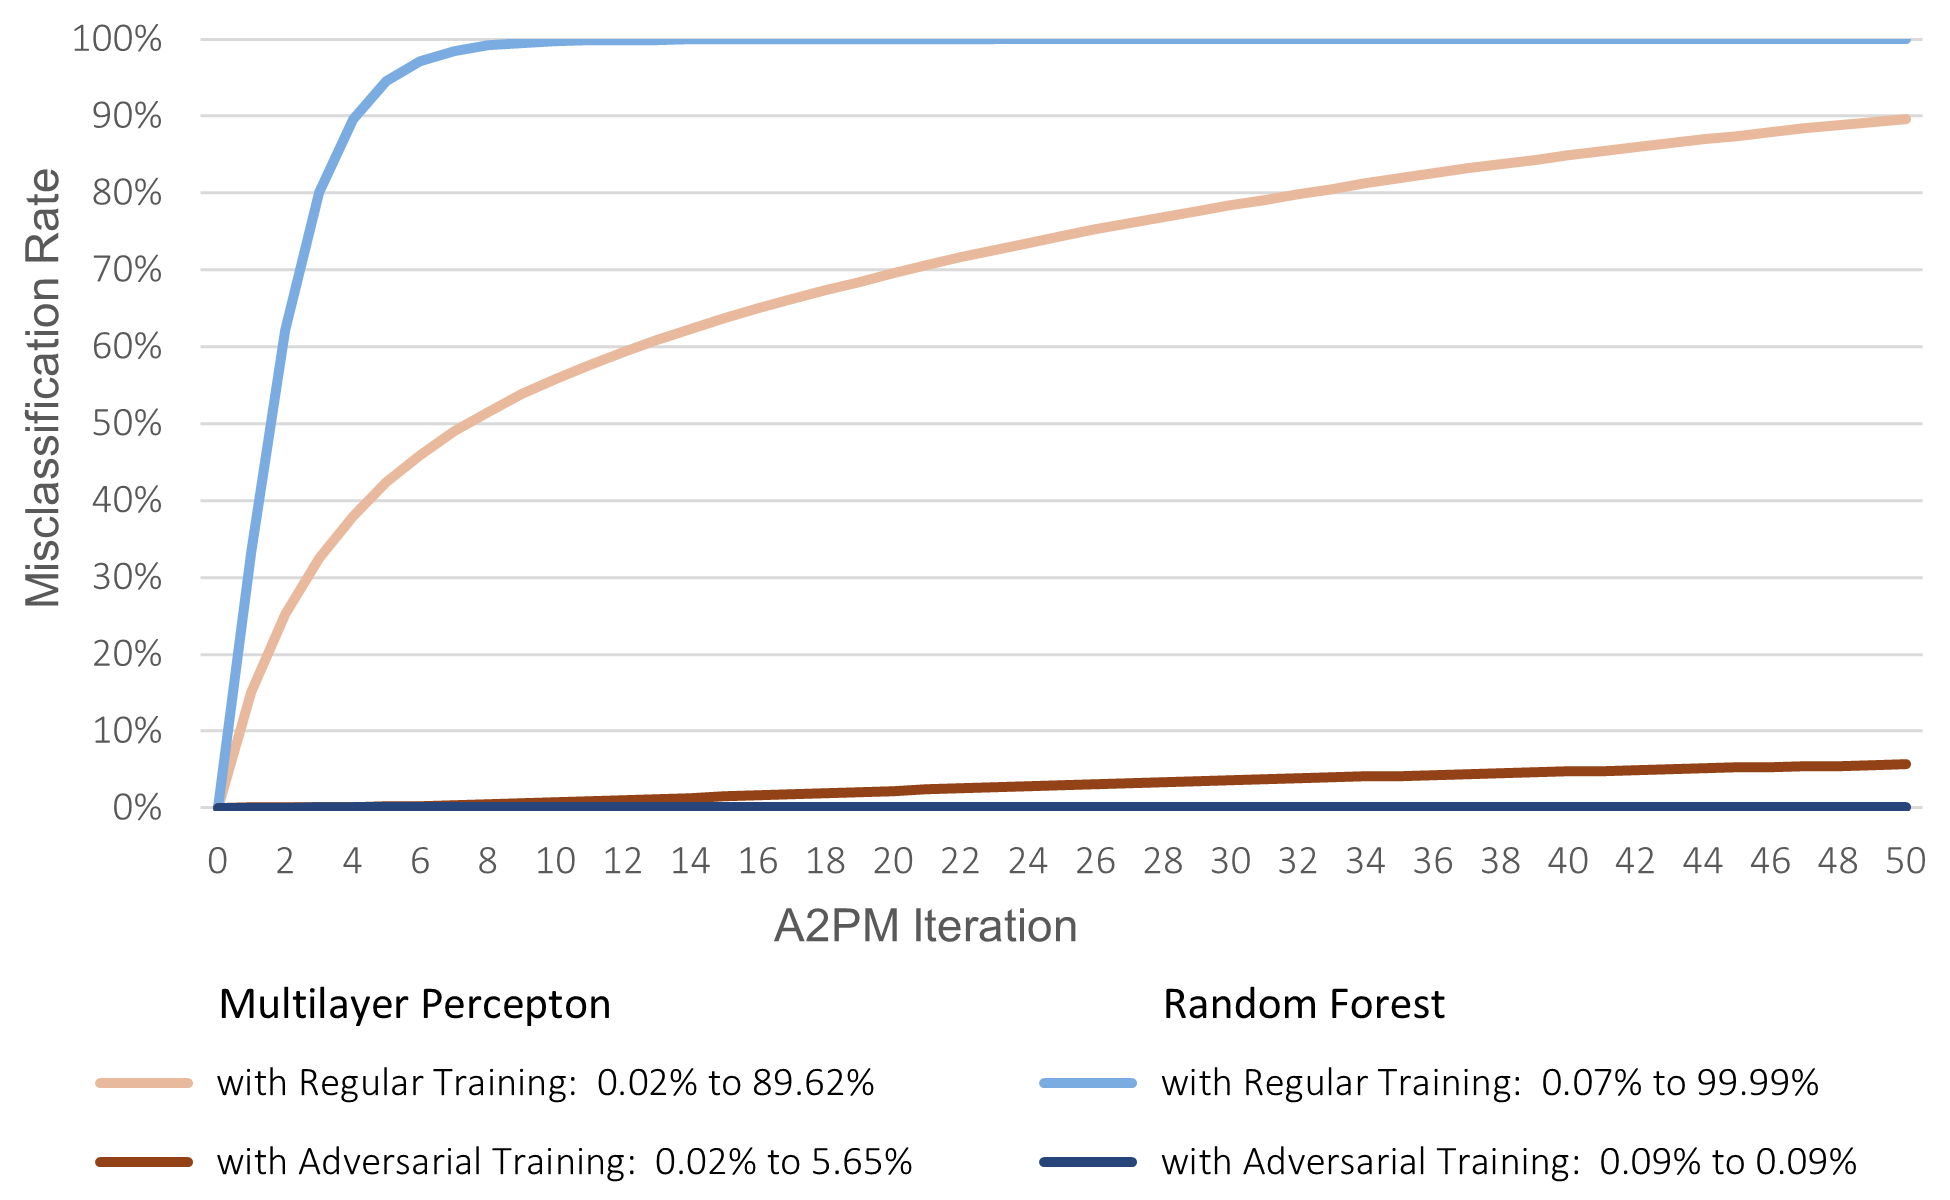 100%
90%
80%
70%
60%
50%
40%
30%
20%
10%
0%
Misclassification Rate
0 2 4 6 8 10 12 14 16 18 20 22 24 26 28 30 32 34 36 38 40 42 44 46 48 50
A2PM Iteration
Multilayer Percepton
with Regular Training: 0.02% to 89.62%
with Adversarial Training: 0.02% to 5.65%
Random Forest
with Regular Training: 0.07% to 99.99%
with Adversarial Training: 0.09% to 0.09%